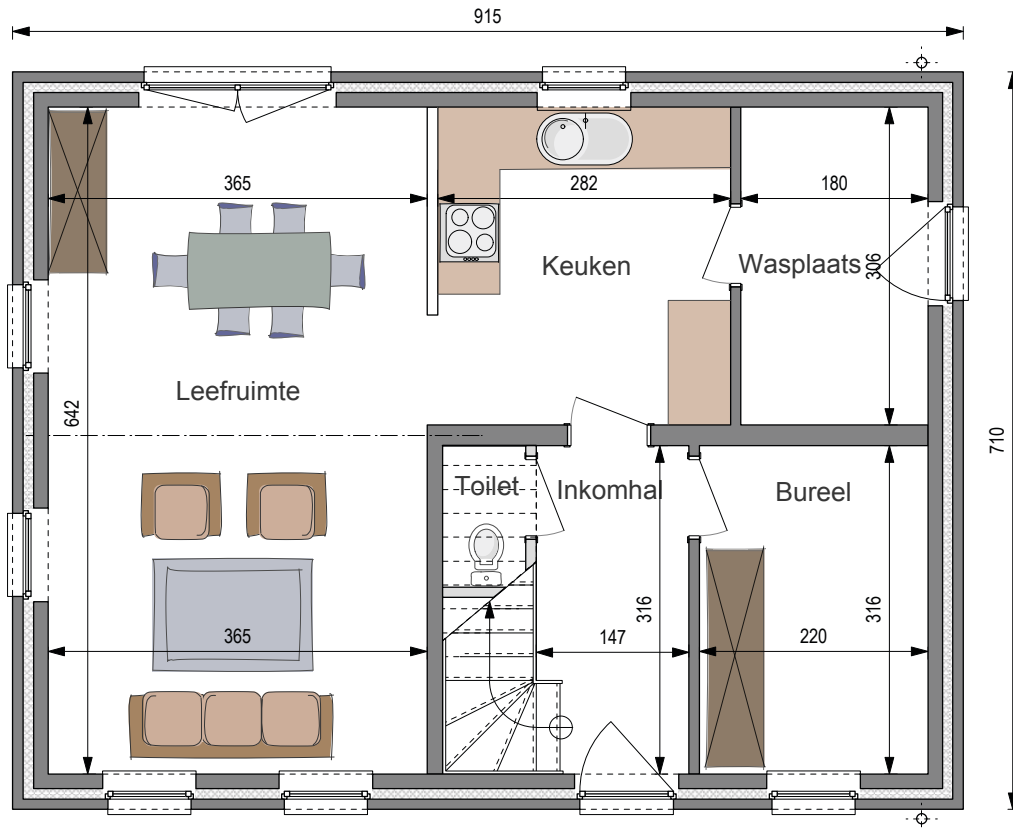 915
365
282
180
Keuken
Wasplaats
306
Leefruimte
642
710
Toilet
Inkomhal
Bureel
316
316
365
147
220